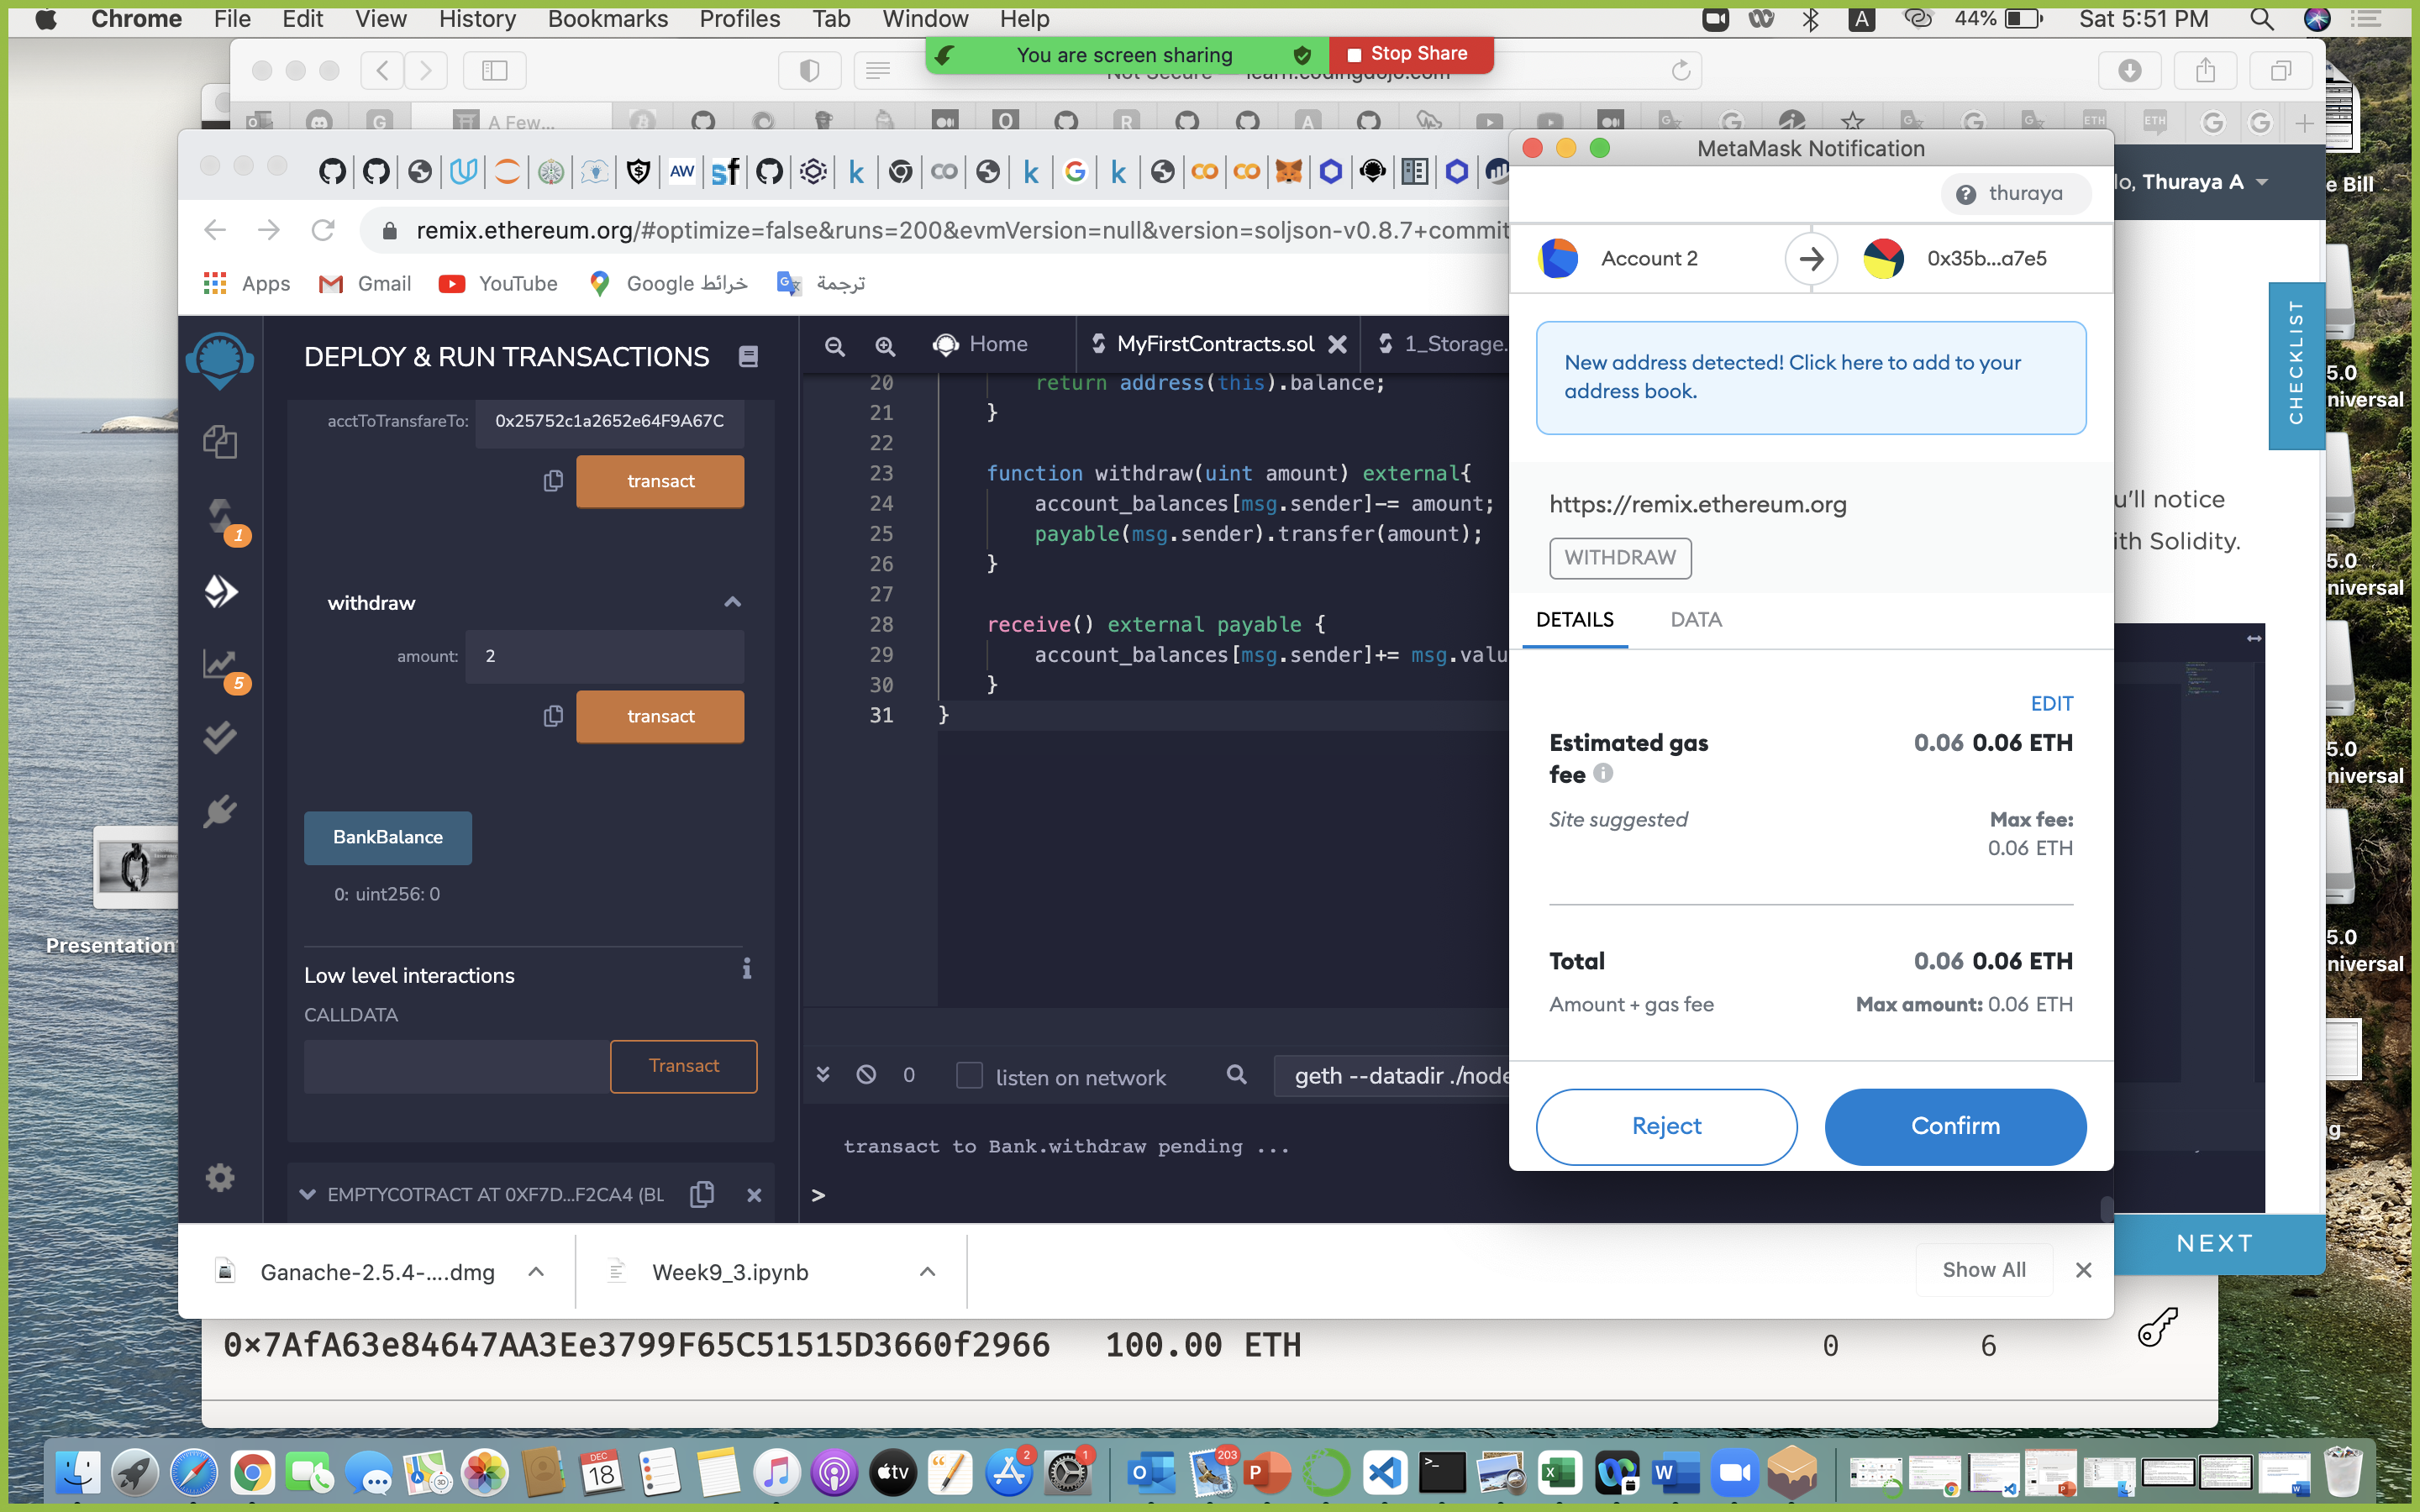 Chrome File Edit View History Bookmarks Profiles Tab Window Help
44% Sat 5:51 PM
You are screen sharing Stop Share
A Few...
MetaMask Notification
thuraya
lo, Thuraya A
e Bill
remix.ethereum.org/#optimize=false&runs=200&evmVersion=null&version=soljson-v0.8.7+commit
Account 2 0x35b...a7e5
Apps Gmail YouTube Google خرائط ترجمة
CHECKLIST
DEPLOY & RUN TRANSACTIONS
Home MyFirstContracts.sol 1_Storage.
New address detected! Click here to add to your
address book.
acctToTransfareTo: 0x25752c1a2652e64F9A67C
transact
20 return address(this).balance;
21 }
22
23 function withdraw(uint amount) external{
24 account_balances[msg.sender]-= amount;
25 payable(msg.sender).transfer(amount);
26 }
27
28 receive() external payable {
29 account_balances[msg.sender]+= msg.valu
30 }
31 }
https://remix.ethereum.org
WITHDRAW
u'll notice
ith Solidity.
1
withdraw
amount: 2
5
transact
DETAILS DATA
EDIT
Estimated gas
fee
0.06 0.06 ETH
Site suggested Max fee:
0.06 ETH
BankBalance
0: uint256: 0
Total 0.06 0.06 ETH
Amount + gas fee Max amount: 0.06 ETH
Low level interactions
CALLDATA
Transact
0 listen on network geth --datadir ./node
Reject Confirm
transact to Bank.withdraw pending ...
>
EMPTYCOTRACT AT 0XF7D...F2CA4 (BL
5.0
niversal
5.0
niversal
5.0
niversal
5.0
niversal
g
Presentation
NEXT
Ganache-2.5.4-....dmg Week9_3.ipynb Show All
0x7AfA63e84647AA3Ee3799F65C51515D3660f2966 100.00 ETH 0 6
DEC
18
tv
2
1
203